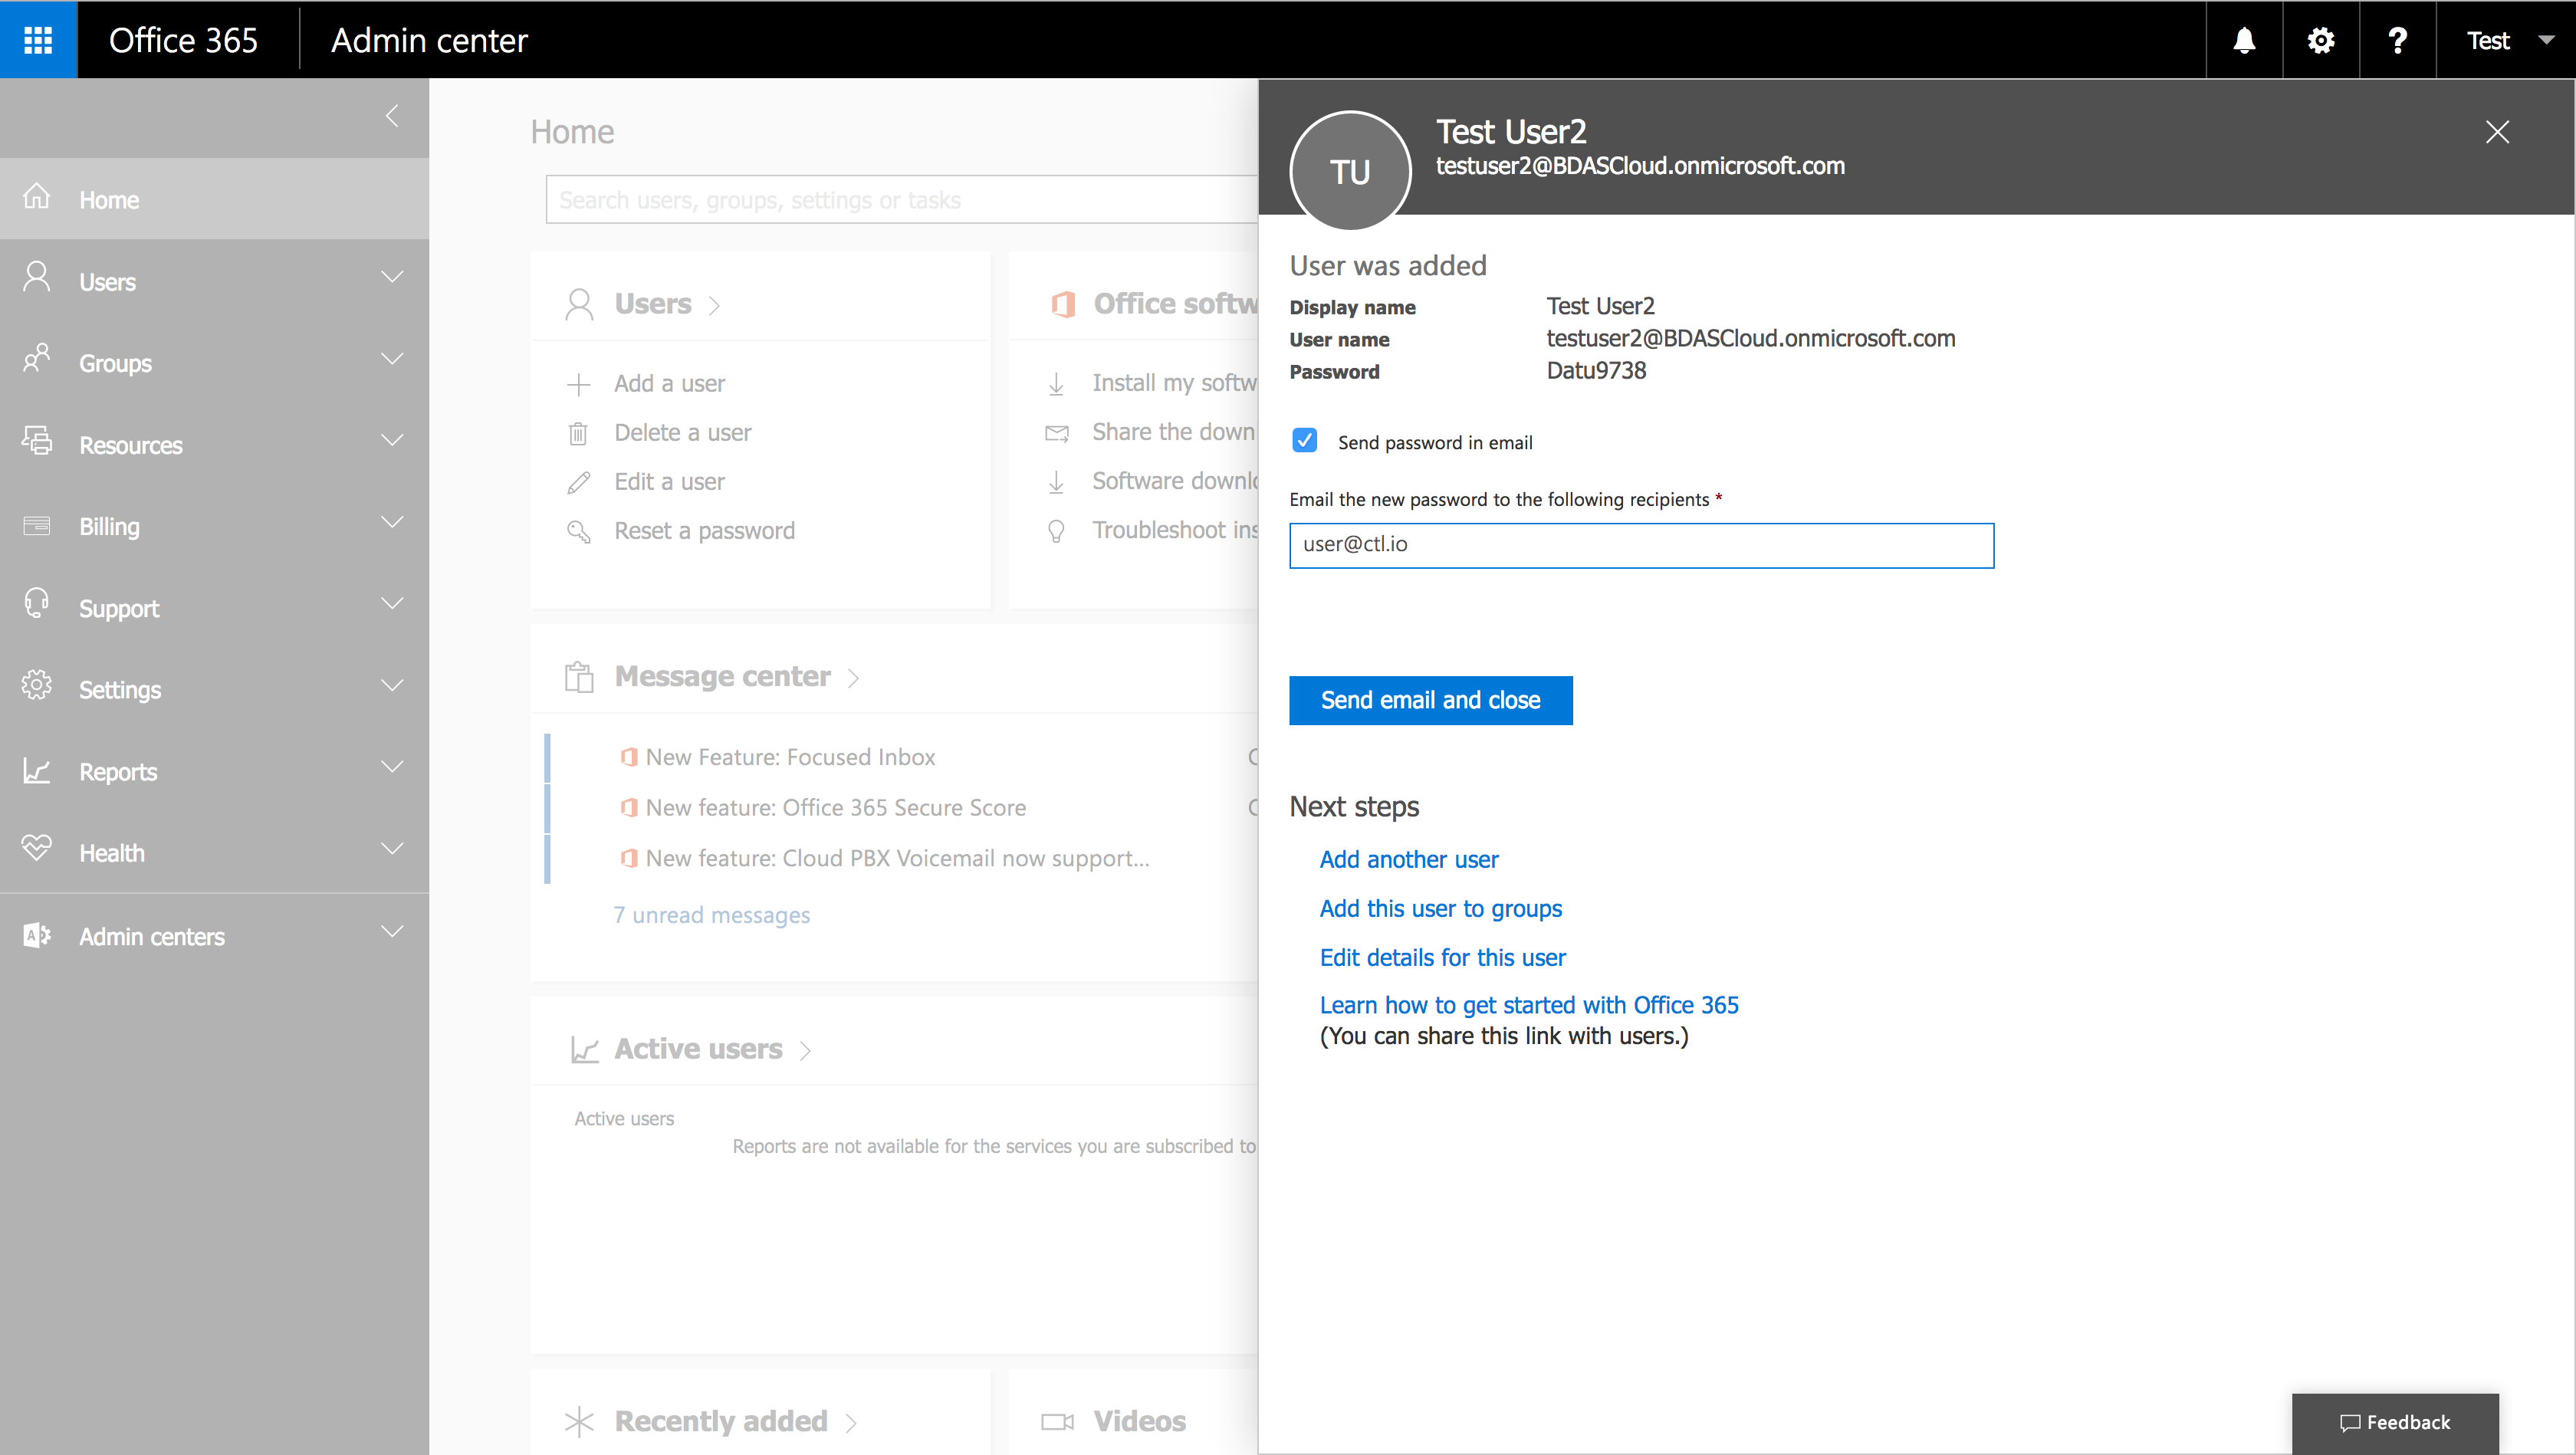 Office 365
Admin center
Test
Home
Users
Groups
Resources
Billing
Support
Settings
Reports
Health
Admin centers
Home
Search users, groups, settings or tasks
Users
Add a user
Delete a user
Edit a user
Reset a password
Office softw
Install my softw
Share the down
Software downlo
Troubleshoot ins
Message center
New Feature: Focused Inbox
New feature: Office 365 Secure Score
New feature: Cloud PBX Voicemail now support...
7 unread messages
Active users
Active users
Reports are not available for the services you are subscribed to
Recently added
Videos
TU
Test User2
testuser2@BDASCloud.onmicrosoft.com
User was added
Display name Test User2
User name testuser2@BDASCloud.onmicrosoft.com
Password Datu9738
Send password in email
Email the new password to the following recipients *
user@ctl.io
Send email and close
Next steps
Add another user
Add this user to groups
Edit details for this user
Learn how to get started with Office 365
(You can share this link with users.)
Feedback